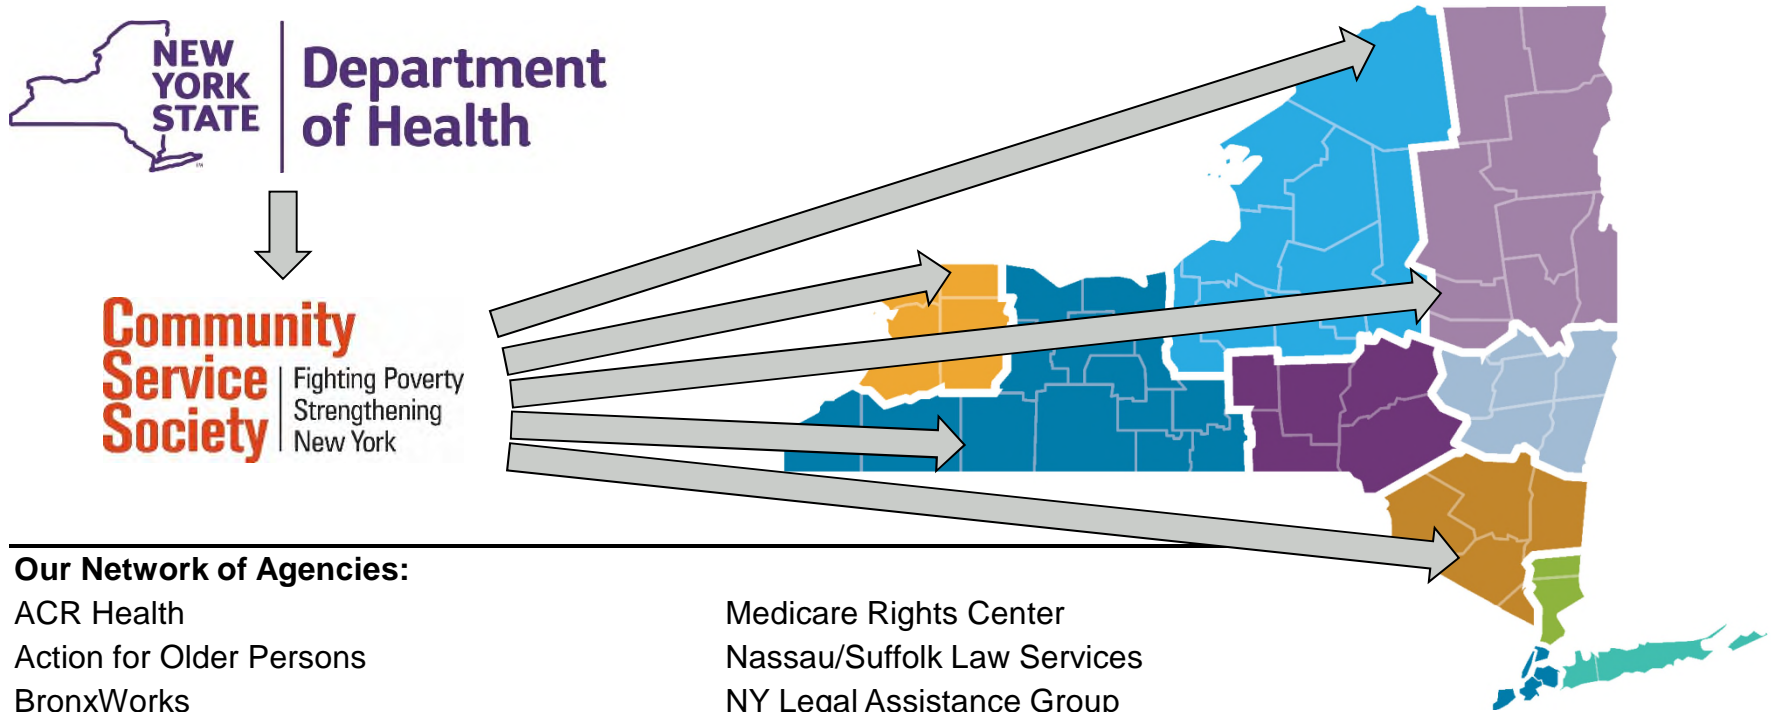 NEW
YORK
STATE
Department
of Health
Community
Service
Society
Fighting Poverty
Strengthening
New York
Our Network of Agencies:
ACR Health
Action for Older Persons
BronxWorks
Medicare Rights Center
Nassau/Suffolk Law Services
NY Legal Assistance Group